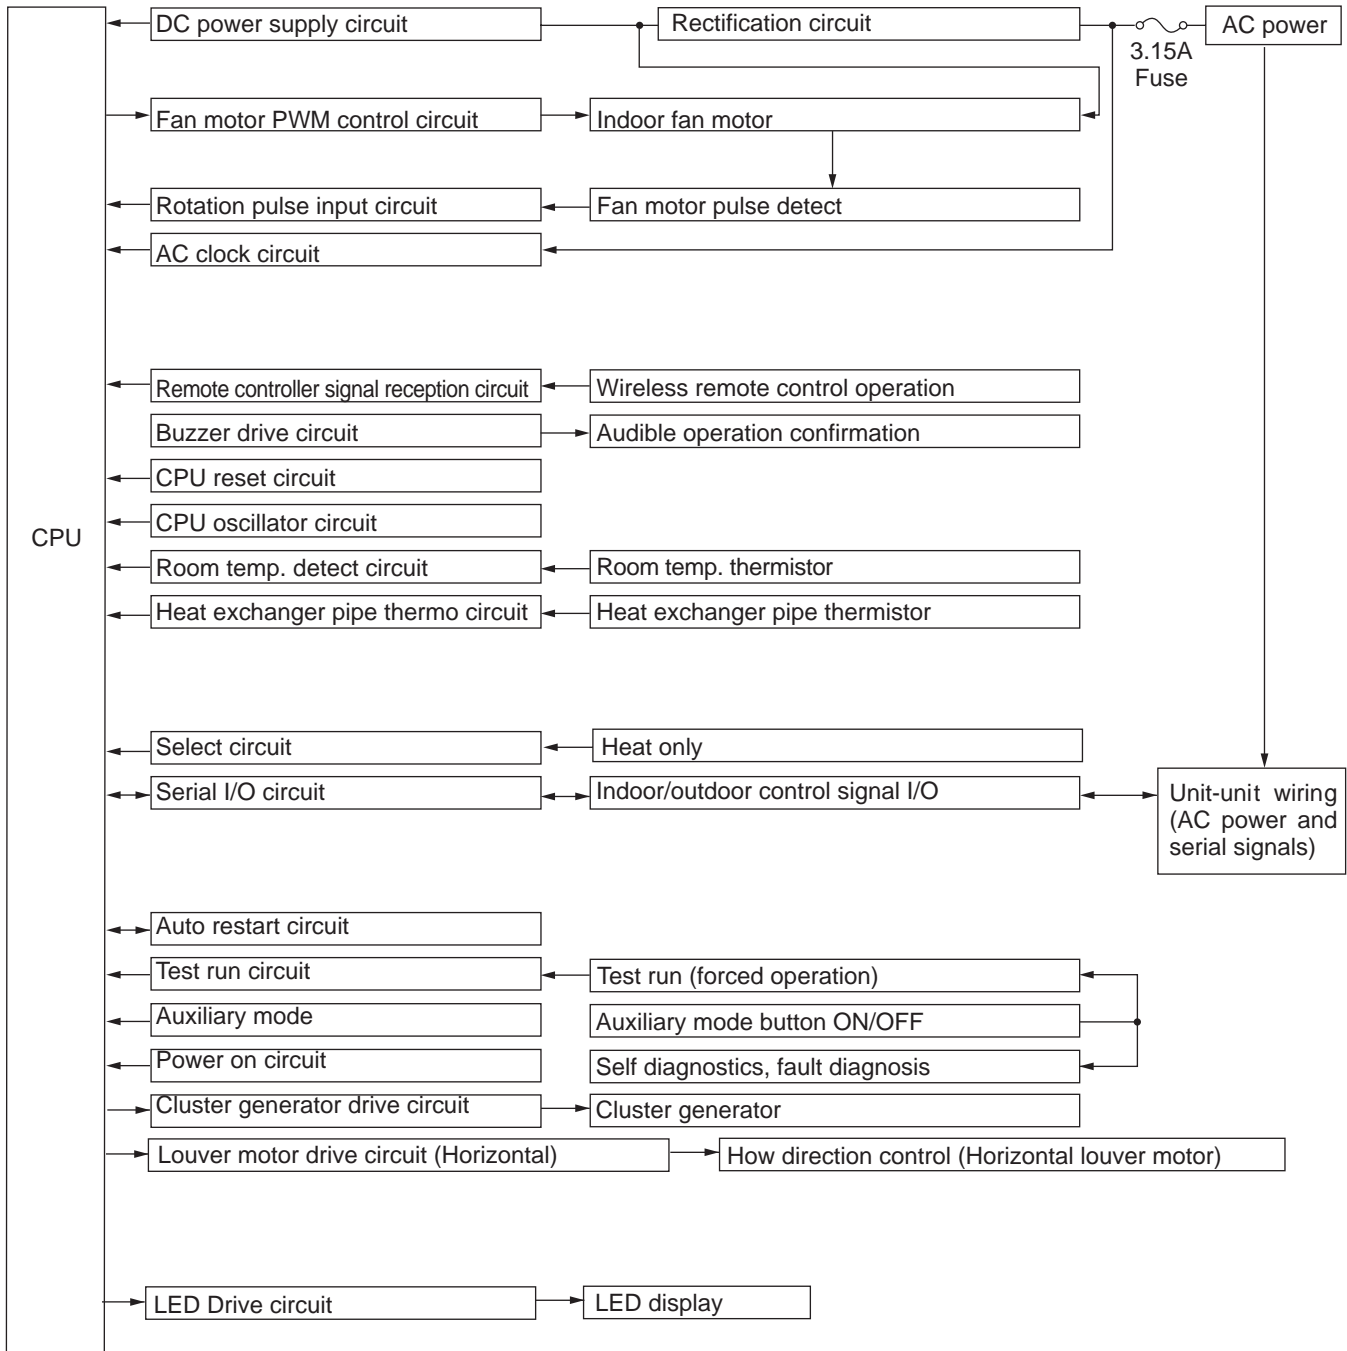 DC power supply circuit
Rectification circuit
AC power
3.15A
Fuse
Fan motor PWM control circuit
Indoor fan motor
Rotation pulse input circuit
Fan motor pulse detect
AC clock circuit
Remote controller signal reception circuit
Wireless remote control operation
Buzzer drive circuit
Audible operation confirmation
CPU reset circuit
CPU oscillator circuit
CPU
Room temp. detect circuit
Room temp. thermistor
Heat exchanger pipe thermo circuit
Heat exchanger pipe thermistor
Select circuit
Heat only
Serial I/O circuit
Indoor/outdoor control signal I/O
Unit-unit wiring
(AC power and
serial signals)
Auto restart circuit
Test run circuit
Test run (forced operation)
Auxiliary mode
Auxiliary mode button ON/OFF
Power on circuit
Self diagnostics, fault diagnosis
Cluster generator drive circuit
Cluster generator
Louver motor drive circuit (Horizontal)
How direction control (Horizontal louver motor)
LED Drive circuit
LED display